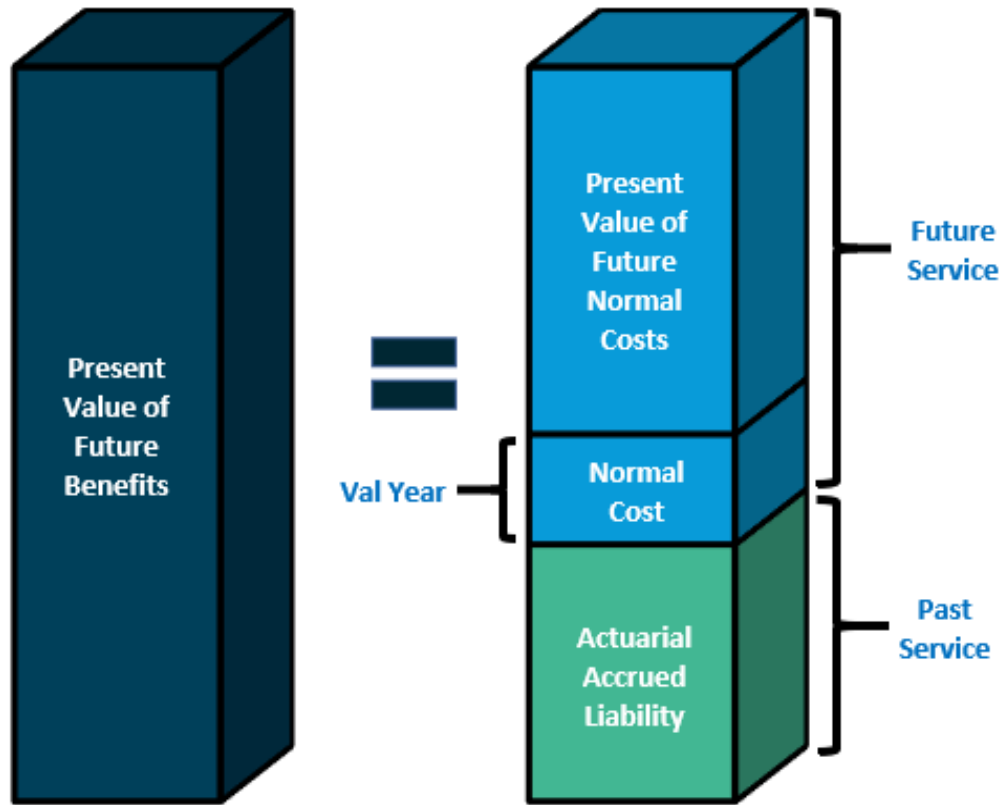 Present
Value of
Future
Benefits
Val Year
Present
Value of
Future
Normal
Costs
Normal
Cost
Actuarial
Accrued
Liability
Future
Service
Past
Service